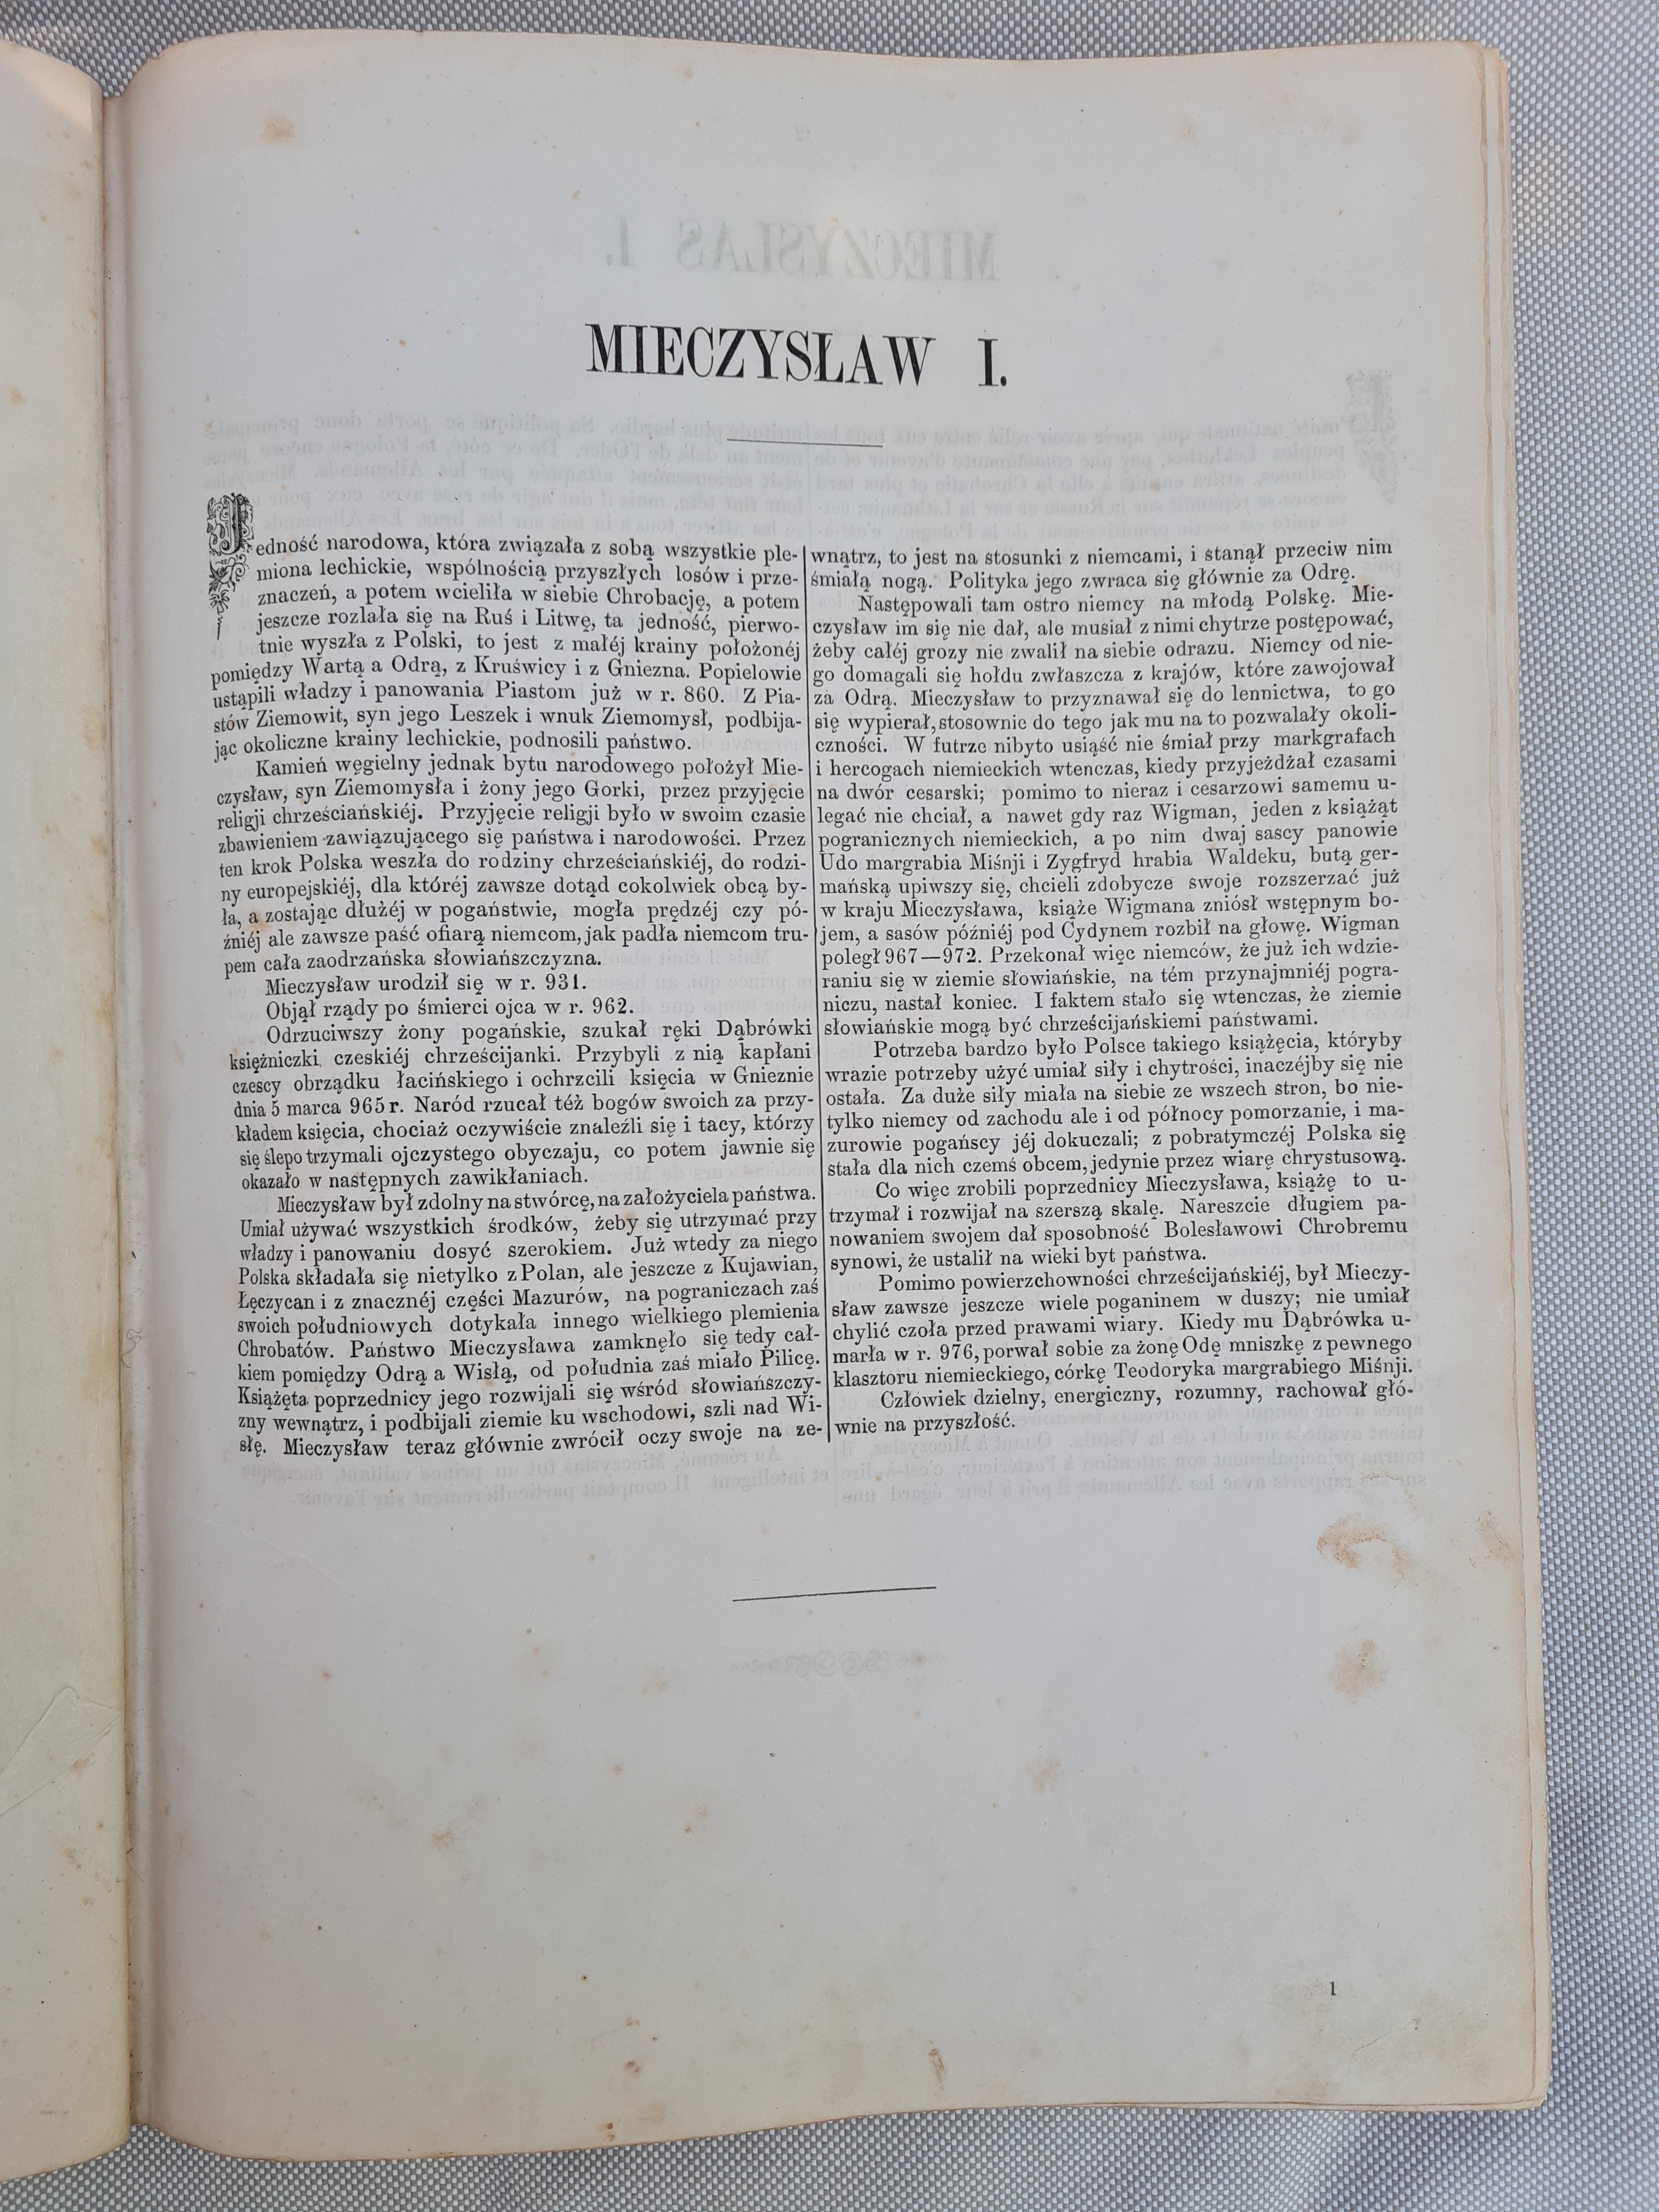 MIECZYSŁAW I.
Jedność narodowa, która związała z sobą wszystkie ple-
miona lechickie, wspólnością przyszłych losów i prze-
znaczeń, a potem wcieliła w siebie Chrobację, a potem
jeszcze rozlała się na Ruś i Litwę, ta jedność, pierwo-
tnie wyszła z Polski, to jest z małéj krainy położonéj
pomiędzy Wartą a Odrą, z Kruświcy i z Gniezna. Popielowie
ustąpili władzy i panowania Piastom już w r. 860. Z Pia-
stów Ziemowit, syn jego Leszek i wnuk Ziemomysł, podbija-
jąc okoliczne krainy lechickie, podnosili państwo.
Kamień węgielny jednak bytu narodowego położył Mie-
czysław, syn Ziemomysła i żony jego Gorki, przez przyjęcie
religji chrześciańskiéj. Przyjęcie religji było w swoim czasie
zbawieniem zawiązującego się państwa i narodowości. Przez
ten krok Polska weszła do rodziny chrześciańskiéj, do rodzi-
ny europejskiéj, dla któréj zawsze dotąd cokolwiek obcą by-
ła, a zostając dłużéj w pogaństwie, mogła prędzéj czy pó-
źniéj ale zawsze paść ofiarą niemcom, jak padła niemcom tru-
pem cała zaodrzańska słowiańszczyzna.
Mieczysław urodził się w r. 931.
Objął rządy po śmierci ojca w r. 962.
Odrzuciwszy żony pogańskie, szukał ręki Dąbrówki
księżniczki czeskiéj chrześcijanki. Przybyli z nią kapłani
czescy obrządku łacińskiego i ochrzcili księcia w Gnieznie
dnia 5 marca 965 r. Naród rzucał téż bogów swoich za przy-
kładem księcia, chociaż oczywiście znaleźli się i tacy, którzy
się ślepo trzymali ojczystego obyczaju, co potem jawnie się
okazało w następnych zawikłaniach.
Mieczysław był zdolny na stwórcę, na założyciela państwa.
Umiał używać wszystkich środków, żeby się utrzymać przy
władzy i panowaniu dosyć szerokiem. Już wtedy za niego
Polska składała się nietylko z Polan, ale jeszcze z Kujawian,
Łęczycan i z znacznéj części Mazurów, na pograniczach zaś
swoich południowych dotykała innego wielkiego plemienia
Chrobatów. Państwo Mieczysława zamknęło się tedy cał-
kiem pomiędzy Odrą a Wisłą, od południa zaś miało Pilicę.
Książęta poprzednicy jego rozwijali się wśród słowiańszczy-
zny wewnątrz, i podbijali ziemie ku wschodowi, szli nad Wi-
słę. Mieczysław teraz głównie zwrócił oczy swoje na ze-
wnątrz, to jest na stosunki z niemcami, i stanął przeciw nim
śmiałą nogą. Polityka jego zwraca się głównie za Odrę.
Następowali tam ostro niemcy na młodą Polskę. Mie-
czysław im się nie dał, ale musiał z nimi chytrze postępować,
żeby całéj grozy nie zwalił na siebie odrazu. Niemcy od nie-
go domagali się hołdu zwłaszcza z krajów, które zawojował
za Odrą. Mieczysław to przyznawał się do lennictwa, to go
się wypierał, stosownie do tego jak mu na to pozwalały okoli-
czności. W futrze nibyto usiąść nie śmiał przy markgrafach
i hercogach niemieckich wtenczas, kiedy przyjeżdżał czasami
na dwór cesarski; pomimo to nieraz i cesarzowi samemu u-
legać nie chciał, a nawet gdy raz Wigman, jeden z książąt
pogranicznych niemieckich, a po nim dwaj sascy panowie
Udo margrabia Miśnji i Zygfryd hrabia Waldeku, butą ger-
mańską upiwszy się, chcieli zdobycze swoje rozszerzać już
w kraju Mieczysława, książe Wigmana zniósł wstępnym bo-
jem, a sasów późniéj pod Cydynem rozbił na głowę. Wigman
poległ 967—972. Przekonał więc niemców, że już ich wdzie-
raniu się w ziemie słowiańskie, na tém przynajmniéj pogra-
niczu, nastał koniec. I faktem stało się wtenczas, że ziemie
słowiańskie mogą być chrześcijańskiemi państwami.
Potrzeba bardzo było Polsce takiego książęcia, któryby
wrazie potrzeby użyć umiał siły i chytrości, inaczéjby się nie
ostała. Za duże siły miała na siebie ze wszech stron, bo nie-
tylko niemcy od zachodu ale i od północy pomorzanie, i ma-
zurowie pogańscy jéj dokuczali; z pobratymczéj Polska się
stała dla nich czemś obcem, jedynie przez wiarę chrystusową.
Co więc zrobili poprzednicy Mieczysława, książę to u-
trzymał i rozwijał na szerszą skalę. Nareszcie długiem pa-
nowaniem swojem dał sposobność Bolesławowi Chrobremu
synowi, że ustalił na wieki byt państwa.
Pomimo powierzchowności chrześcijańskiéj, był Mieczy-
sław zawsze jeszcze wiele poganinem w duszy; nie umiał
chylić czoła przed prawami wiary. Kiedy mu Dąbrówka u-
marła w r. 976, porwał sobie za żonę Odę mniszkę z pewnego
klasztoru niemieckiego, córkę Teodoryka margrabiego Miśnji.
Człowiek dzielny, energiczny, rozumny, rachował głó-
wnie na przyszłość.
1